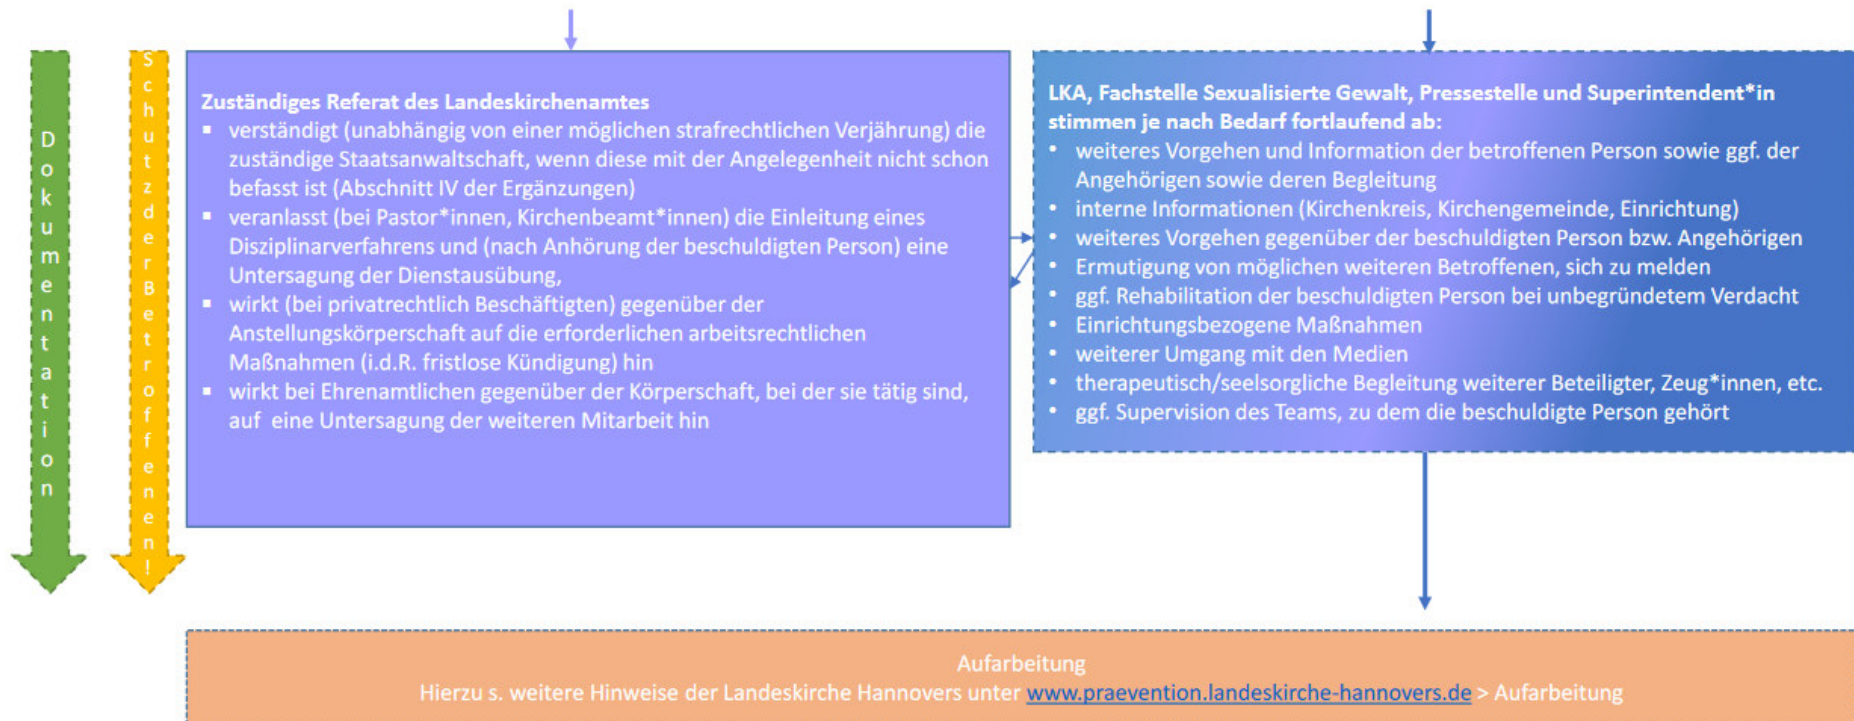 Dokumentation
Schutz der Betroffenen!
Zuständiges Referat des Landeskirchenamtes
▪ verständigt (unabhängig von einer möglichen strafrechtlichen Verjährung) die
zuständige Staatsanwaltschaft, wenn diese mit der Angelegenheit nicht schon
befasst ist (Abschnitt IV der Ergänzungen)
▪ veranlasst (bei Pastor*innen, Kirchenbeamt*innen) die Einleitung eines
Disziplinarverfahrens und (nach Anhörung der beschuldigten Person) eine
Untersagung der Dienstausübung,
▪ wirkt (bei privatrechtlich Beschäftigten) gegenüber der
Anstellungskörperschaft auf die erforderlichen arbeitsrechtlichen
Maßnahmen (i.d.R. fristlose Kündigung) hin
▪ wirkt bei Ehrenamtlichen gegenüber der Körperschaft, bei der sie tätig sind,
auf eine Untersagung der weiteren Mitarbeit hin
LKA, Fachstelle Sexualisierte Gewalt, Pressestelle und Superintendent*in
stimmen je nach Bedarf fortlaufend ab:
• weiteres Vorgehen und Information der betroffenen Person sowie ggf. der
Angehörigen sowie deren Begleitung
• interne Informationen (Kirchenkreis, Kirchengemeinde, Einrichtung)
• weiteres Vorgehen gegenüber der beschuldigten Person bzw. Angehörigen
• Ermutigung von möglichen weiteren Betroffenen, sich zu melden
• ggf. Rehabilitation der beschuldigten Person bei unbegründetem Verdacht
• Einrichtungsbezogene Maßnahmen
• weiterer Umgang mit den Medien
• therapeutisch/seelsorgliche Begleitung weiterer Beteiligter, Zeug*innen, etc.
• ggf. Supervision des Teams, zu dem die beschuldigte Person gehört
Aufarbeitung
Hierzu s. weitere Hinweise der Landeskirche Hannovers unter www.praevention.landeskirche-hannovers.de > Aufarbeitung